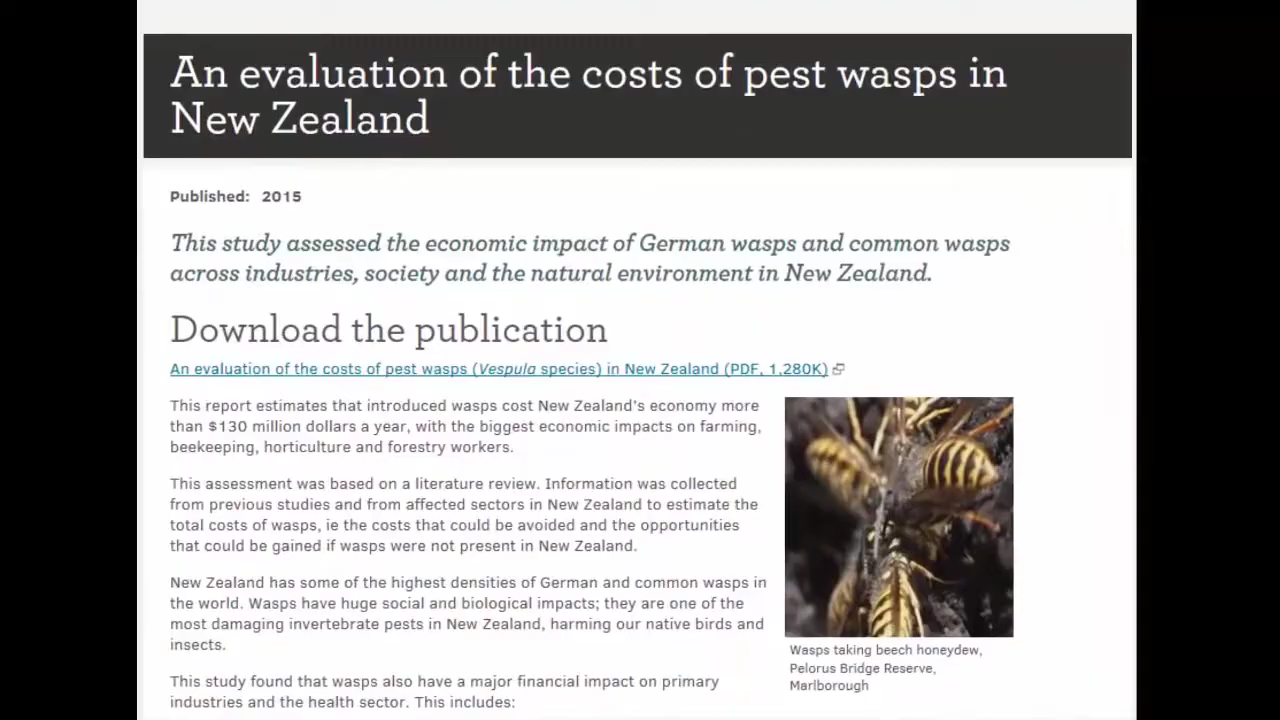 An evaluation of the costs of pest wasps in
New Zealand
Published: 2015
This study assessed the economic impact of German wasps and common wasps
across industries, society and the natural environment in New Zealand.
Download the publication
An evaluation of the costs of pest wasps (Vespula species) in New Zealand (PDF, 1,280K)
This report estimates that introduced wasps cost New Zealand's economy more
than $130 million dollars a year, with the biggest economic impacts on farming,
beekeeping, horticulture and forestry workers.
This assessment was based on a literature review. Information was collected
from previous studies and from affected sectors in New Zealand to estimate the
total costs of wasps, ie the costs that could be avoided and the opportunities
that could be gained if wasps were not present in New Zealand.
New Zealand has some of the highest densities of German and common wasps in
the world. Wasps have huge social and biological impacts; they are one of the
most damaging invertebrate pests in New Zealand, harming our native birds and
insects.
Wasps taking beech honeydew,
Pelorus Bridge Reserve,
Marlborough
This study found that wasps also have a major financial impact on primary
industries and the health sector. This includes: